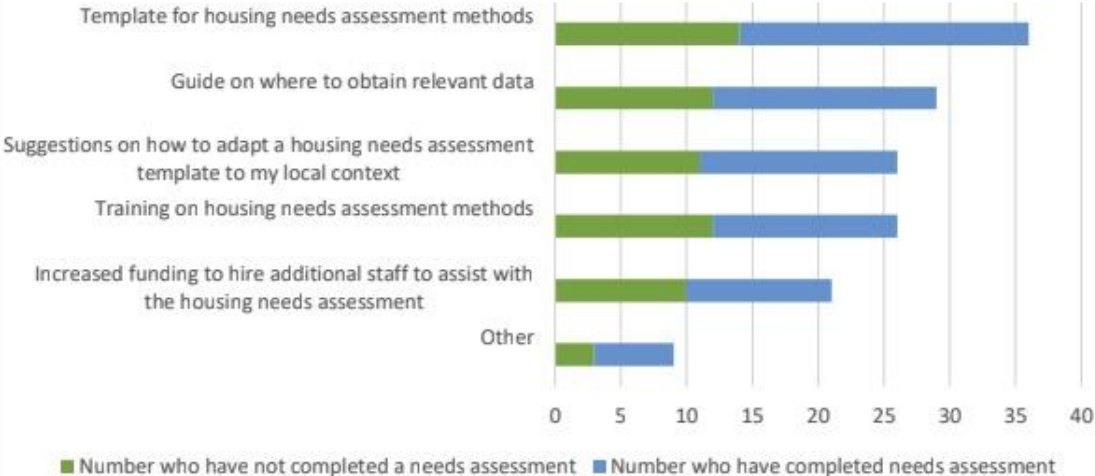 Template for housing needs assessment methods
Guide on where to obtain relevant data
Suggestions on how to adapt a housing needs assessment
template to my local context
Training on housing needs assessment methods
Increased funding to hire additional staff to assist with
the housing needs assessment
Other
0 5 10 15 20 25 30 35 40
Number who have not completed a needs assessment Number who have completed needs assessment